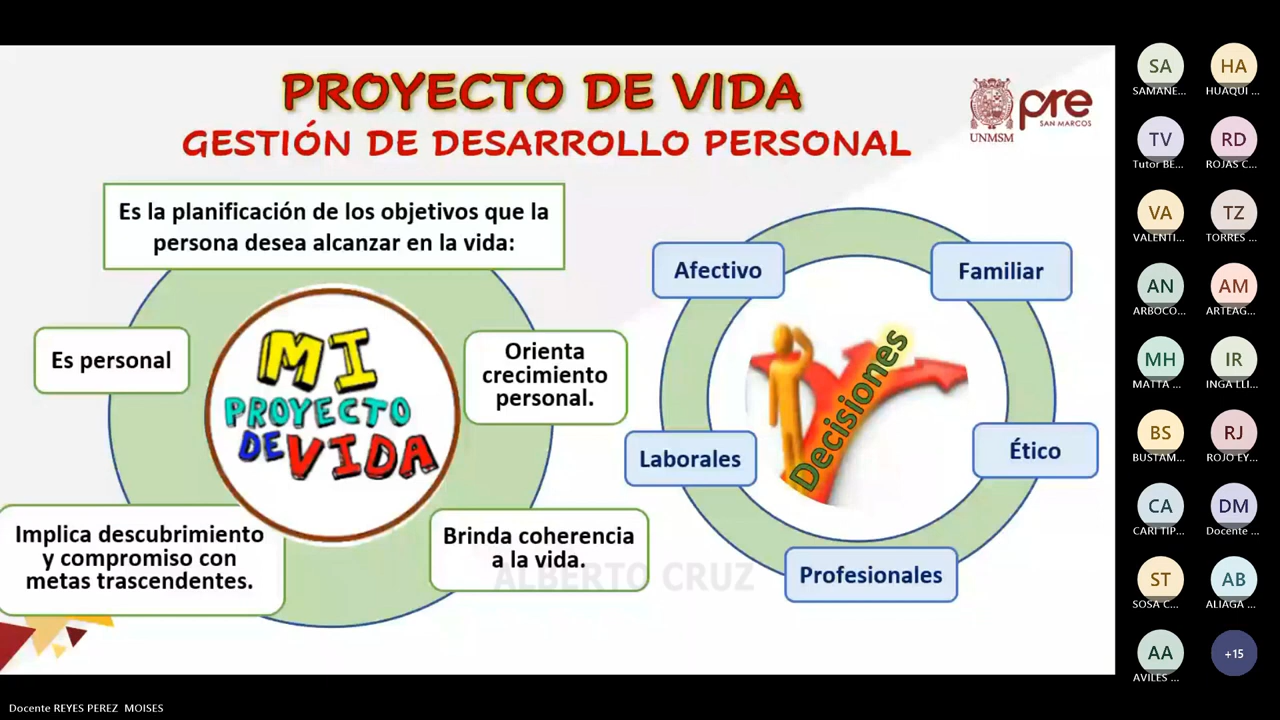 PROYECTO DE VIDA
GESTIÓN DE DESARROLLO PERSONAL
UNMSM
pre
SAN MARCOS
Es la planificación de los objetivos que la
persona desea alcanzar en la vida:
Es personal
MI
PROYECTO
DE VIDA
Orienta
crecimiento
personal.
Implica descubrimiento
y compromiso con
metas trascendentes.
Brinda coherencia
a la vida.
ALBERTO CRUZ
Afectivo
Familiar
Decisiones
Laborales
Ético
Profesionales
SA
SAMANE...
HA
HUAQUI ...
TV
Tutor BE...
RD
ROJAS C...
VA
VALENTI...
TZ
TORRES ...
AN
ARBOCO...
AM
ARTEAG...
MH
MATTA ...
IR
INGA LLI...
BS
BUSTAM...
RJ
ROJO EY...
CA
CARI TIP...
DM
Docente ...
ST
SOSA C...
AB
ALIAGA ...
AA
AVILES ...
+15
Docente REYES PEREZ MOISES